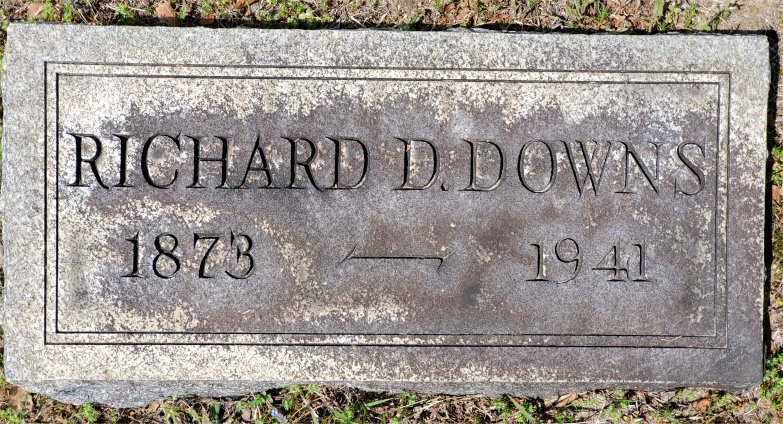 RICHARD D. DOWNS
1873 — 1941